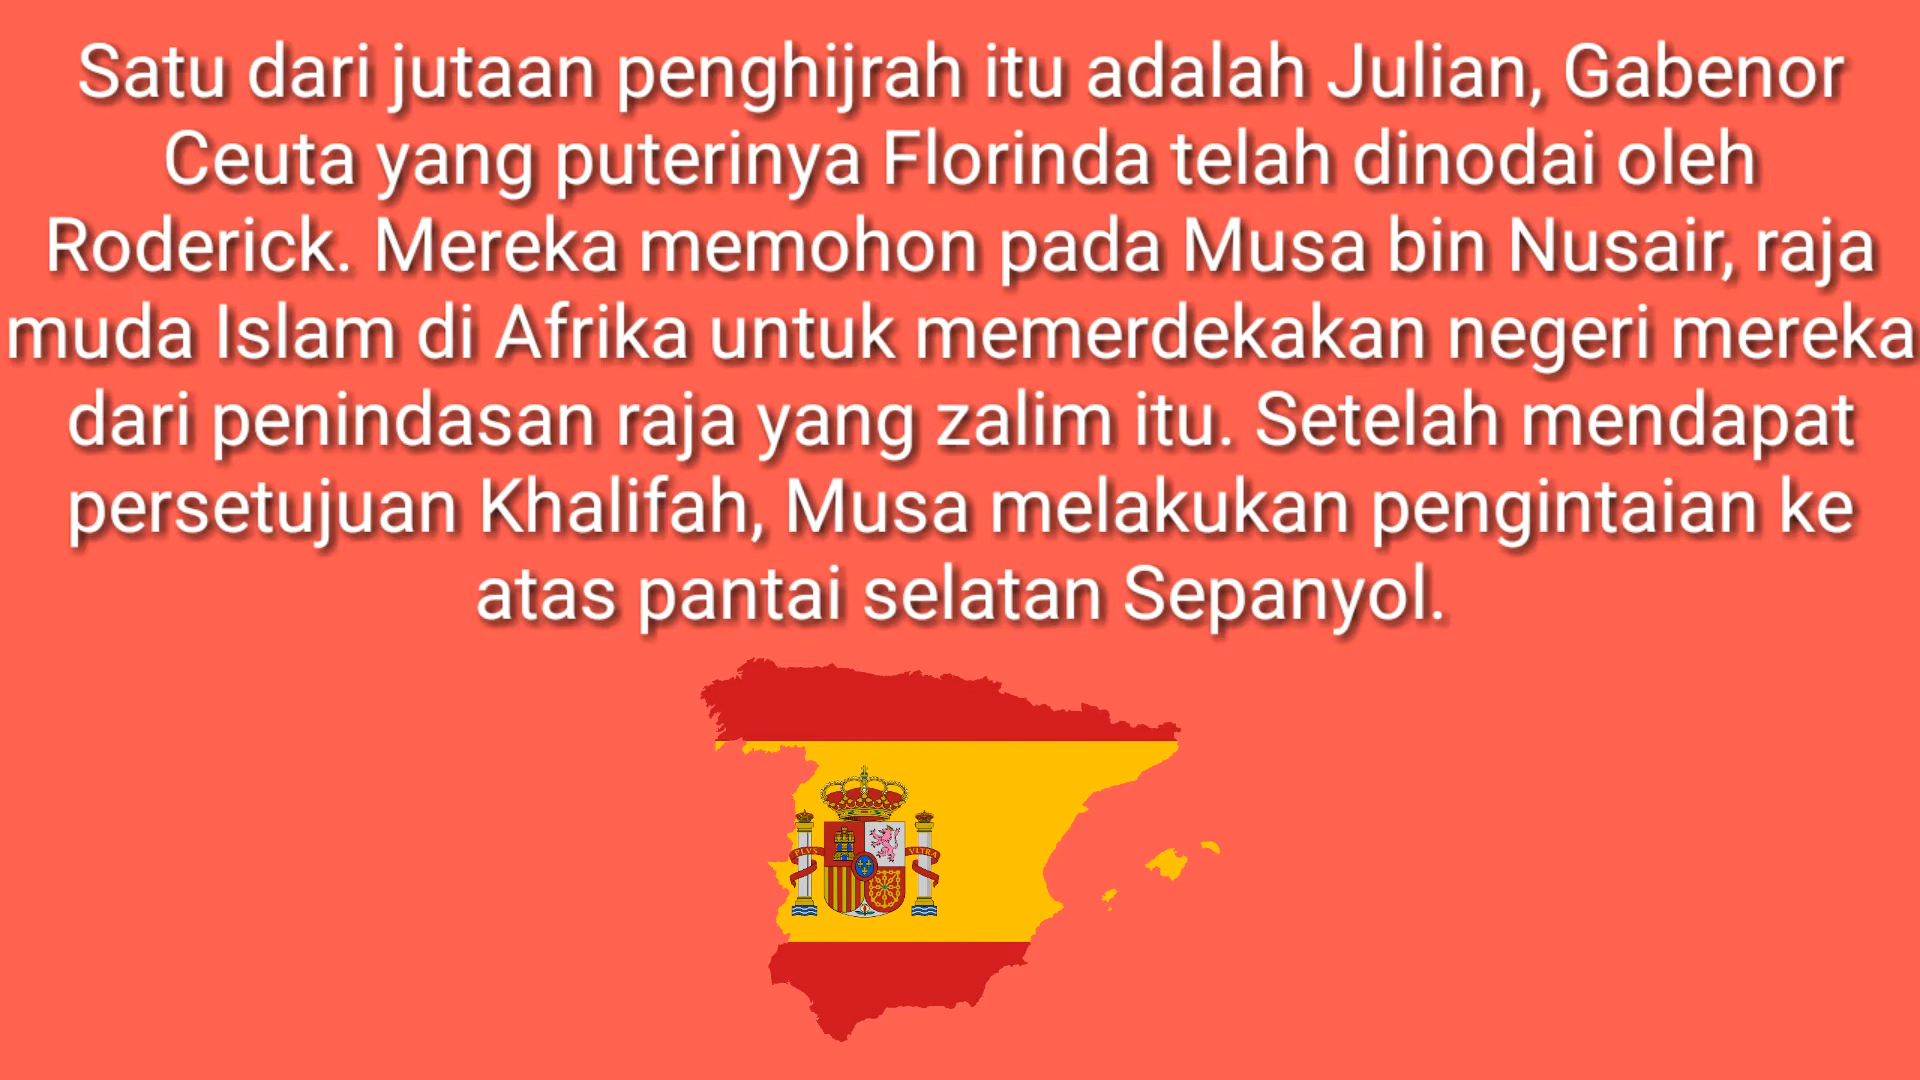 Satu dari jutaan penghijrah itu adalah Julian, Gabenor
Ceuta yang puterinya Florinda telah dinodai oleh
Roderick. Mereka memohon pada Musa bin Nusair, raja
muda Islam di Afrika untuk memerdekakan negeri mereka
dari penindasan raja yang zalim itu. Setelah mendapat
persetujuan Khalifah, Musa melakukan pengintaian ke
atas pantai selatan Sepanyol.
PLVS VLTRA